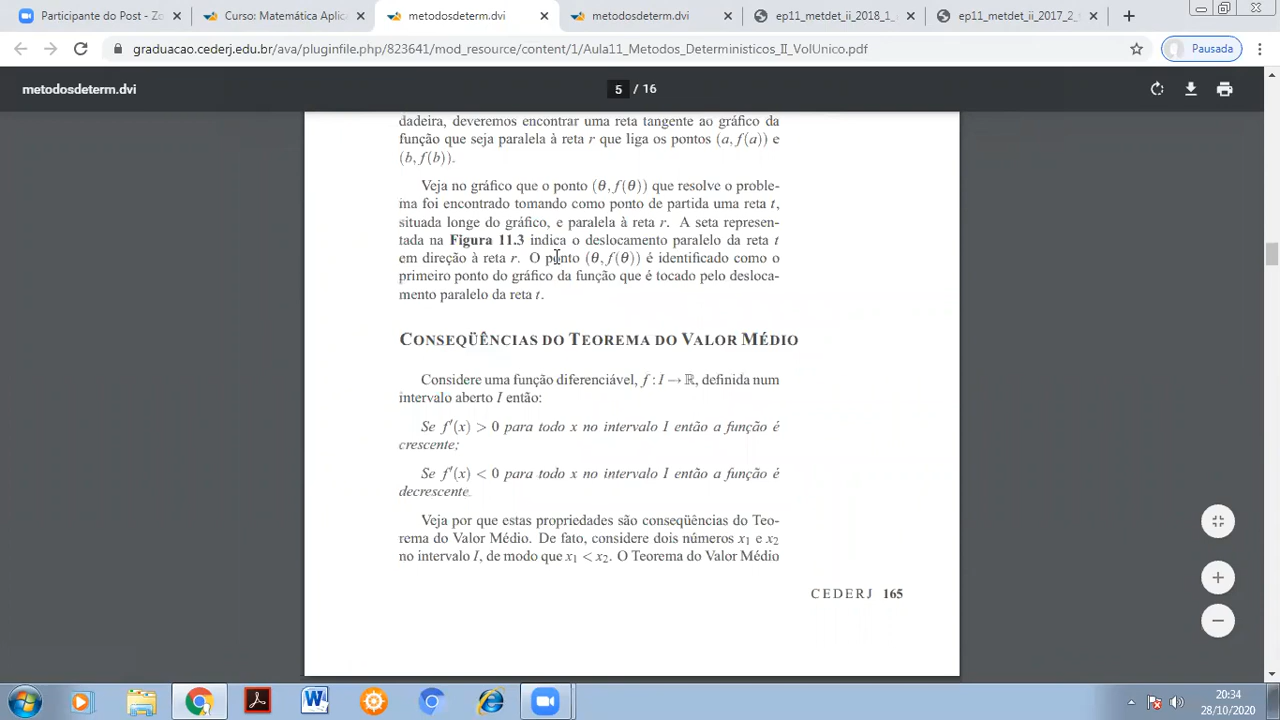 Participante do Post - Ze
Curso: Matemática Aplic
metodosdeterm.dvi
metodosdeterm.dvi
ep11_metdet_ii_2018_1_
ep11_metdet_ii_2017_2_
graduacao.cederj.edu.br/ava/pluginfile.php/823641/mod_resource/content/1/Aula11_Metodos_Deterministicos_II_VolUnico.pdf
Pausada
metodosdeterm.dvi
5 / 16
dadeira, deveremos encontrar uma reta tangente ao gráfico da
função que seja paralela à reta r que liga os pontos (a, f(a)) e
(b, f(b)).
Veja no gráfico que o ponto (θ, f(θ)) que resolve o proble-
ma foi encontrado tomando como ponto de partida uma reta t,
situada longe do gráfico, e paralela à reta r. A seta represen-
tada na Figura 11.3 indica o deslocamento paralelo da reta t
em direção à reta r. O ponto (θ, f(θ)) é identificado como o
primeiro ponto do gráfico da função que é tocado pelo desloca-
mento paralelo da reta t.
CONSEQÜÊNCIAS DO TEOREMA DO VALOR MÉDIO
Considere uma função diferenciável, f : I → ℝ, definida num
intervalo aberto I então:
Se f′(x) > 0 para todo x no intervalo I então a função é
crescente;
Se f′(x) < 0 para todo x no intervalo I então a função é
decrescente.
Veja por que estas propriedades são conseqüências do Teo-
rema do Valor Médio. De fato, considere dois números x₁ e x₂
no intervalo I, de modo que x₁ < x₂. O Teorema do Valor Médio
CEDERJ 165
20:34
28/10/2020